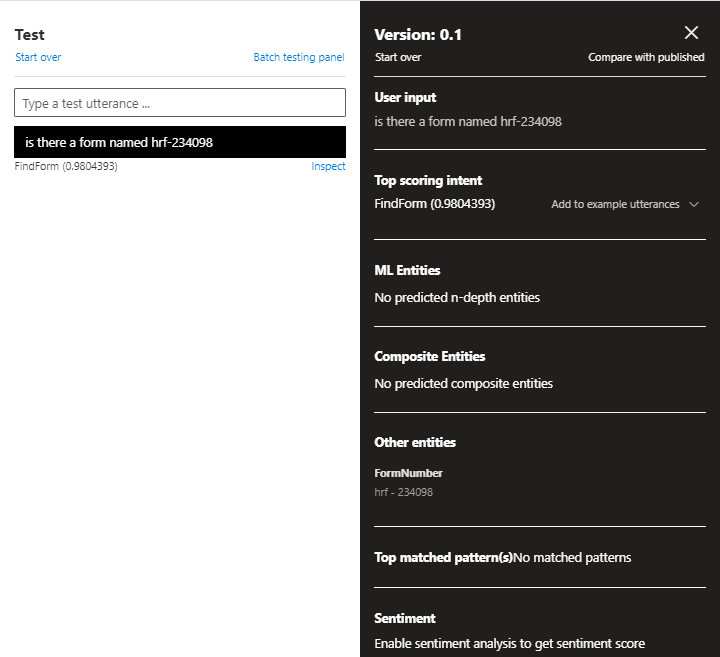 Test
Start over
Batch testing panel
Type a test utterance ...
is there a form named hrf-234098
FindForm (0.9804393)
Inspect
Version: 0.1
Start over
Compare with published
User input
is there a form named hrf-234098
Top scoring intent
FindForm (0.9804393)
Add to example utterances
ML Entities
No predicted n-depth entities
Composite Entities
No predicted composite entities
Other entities
FormNumber
hrf - 234098
Top matched pattern(s)No matched patterns
Sentiment
Enable sentiment analysis to get sentiment score